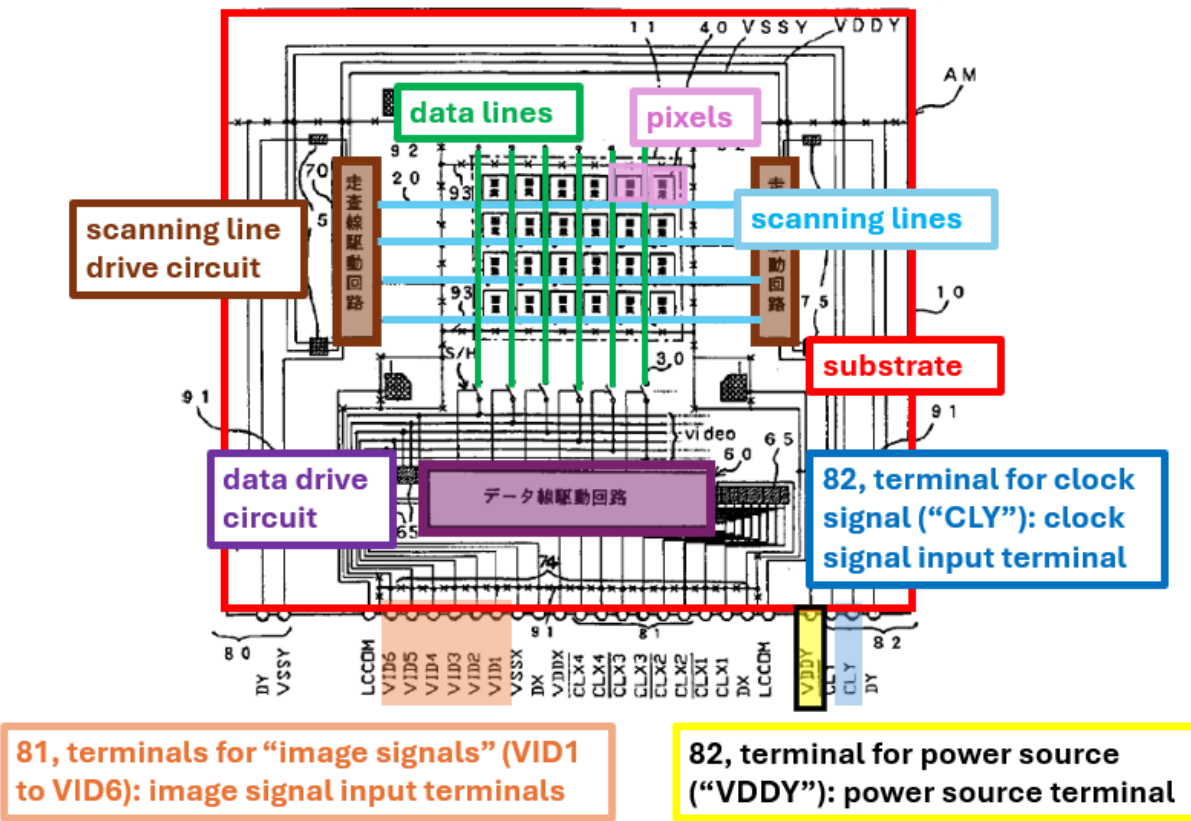 11
40
VSSY
VDDY
AM
data lines
pixels
92
70
20
93
走査線駆動回路
scanning line
drive circuit
5
scanning lines
動回路
93
75
10
S/H
30
substrate
91
91
video
60
65
data drive
circuit
データ線駆動回路
65
82, terminal for clock
signal (“CLY”): clock
signal input terminal
74
91
81
80
82
DY
VSSY
LCCOM
VID6
VID5
VID4
VID3
VID2
VID1
VSSX
DX
VDDX
CLX4
CLX4
CLX3
CLX3
CLX2
CLX2
CLX1
CLX1
DX
LCCOM
VDDY
CLY
DY
81, terminals for “image signals” (VID1
to VID6): image signal input terminals
82, terminal for power source
(“VDDY”): power source terminal